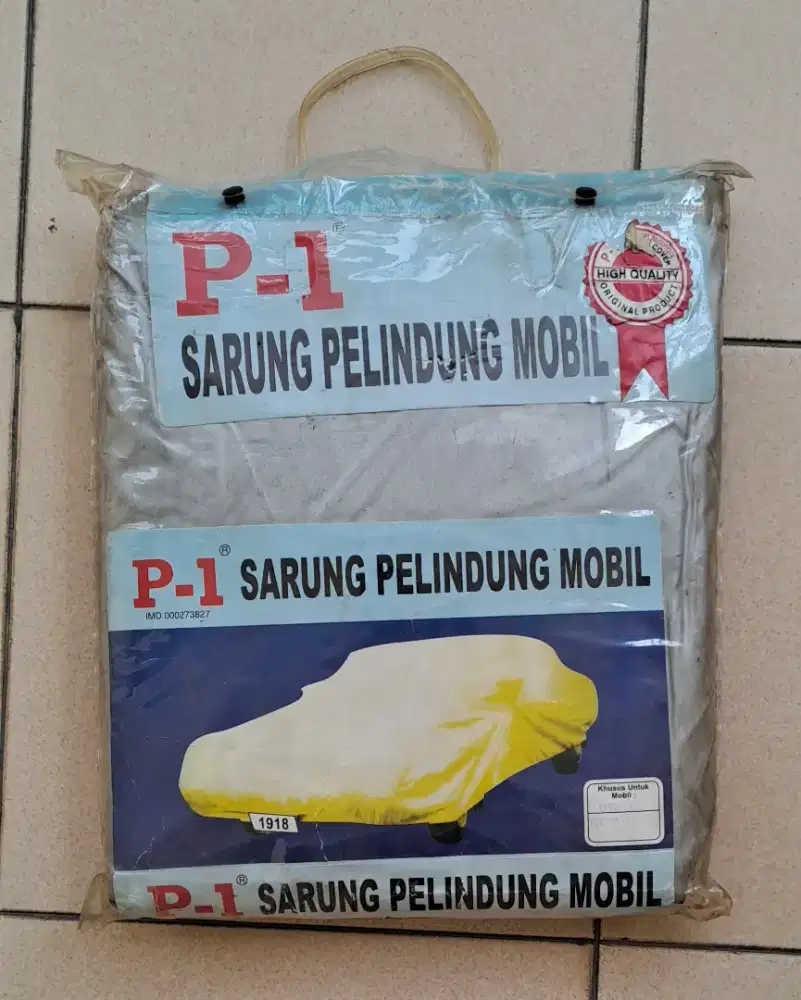 P-1®
SARUNG PELINDUNG MOBIL
COVER
HIGH QUALITY
ORIGINAL PRODUCT
P-1® SARUNG PELINDUNG MOBIL
IMD 000273827
1918
Khusus Untuk
Mobil :
P-1® SARUNG PELINDUNG MOBIL